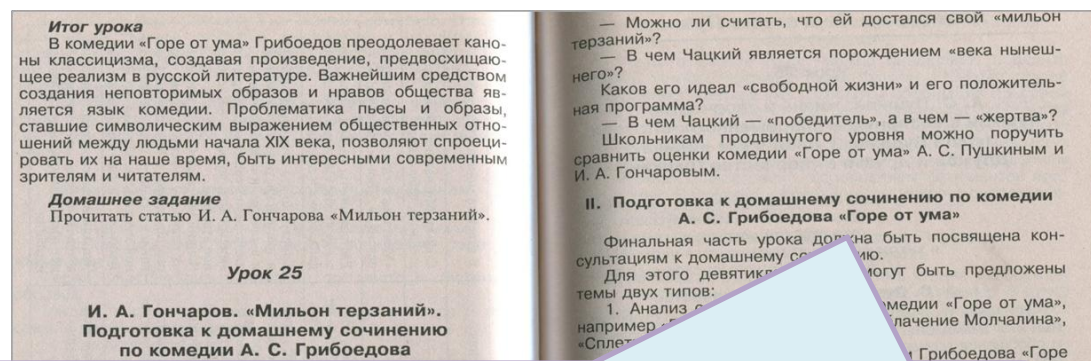 Итог урока
В комедии «Горе от ума» Грибоедов преодолевает кано-
ны классицизма, создавая произведение, предвосхищаю-
щее реализм в русской литературе. Важнейшим средством
создания неповторимых образов и нравов общества яв-
ляется язык комедии. Проблематика пьесы и образы,
ставшие символическим выражением общественных отно-
шений между людьми начала XIX века, позволяют спроеци-
ровать их на наше время, быть интересными современным
зрителям и читателям.
Домашнее задание
Прочитать статью И. А. Гончарова «Мильон терзаний».
Урок 25
И. А. Гончаров. «Мильон терзаний».
Подготовка к домашнему сочинению
по комедии А. С. Грибоедова
— Можно ли считать, что ей достался свой «мильон
терзаний»?
— В чем Чацкий является порождением «века нынеш-
него»?
Каков его идеал «свободной жизни» и его положитель-
ная программа?
— В чем Чацкий — «победитель», а в чем — «жертва»?
Школьникам продвинутого уровня можно поручить
сравнить оценки комедии «Горе от ума» А. С. Пушкиным и
И. А. Гончаровым.
II. Подготовка к домашнему сочинению по комедии
А. С. Грибоедова «Горе от ума»
Финальная часть урока должна быть посвящена кон-
сультациям к домашнему
Для этого могут быть предложены
темы двух типов:
1. Анализ «Горе от ума»,
например Молчалина»,
Грибоедова «Горе